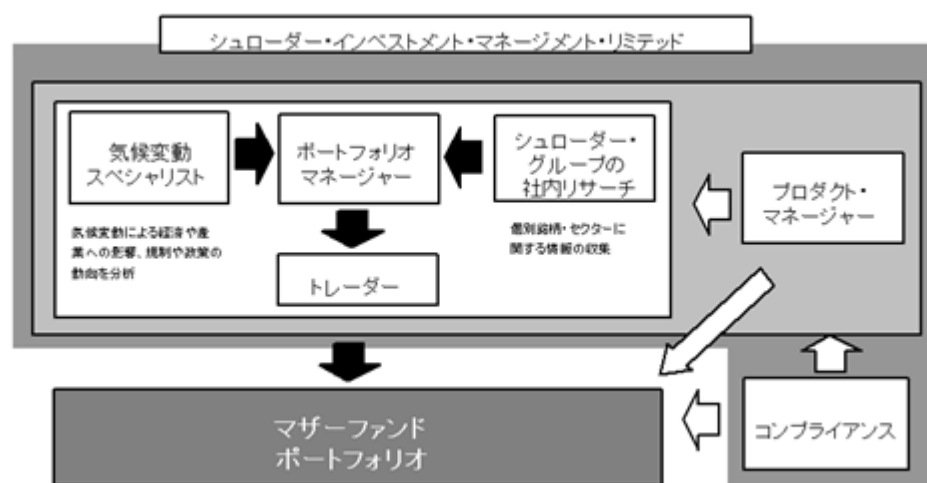 シュローダー・インベストメント・マネージメント・リミテッド
気候変動
スペシャリスト
ポートフォリオ
マネージャー
シュローダー・
グループの
社内リサーチ
プロダクト・
マネージャー
気候変動による経済や産
業への影響、規制や政策の
動向を分析
個別銘柄・セクターに
関する情報の収集
トレーダー
マザーファンド
ポートフォリオ
コンプライアンス